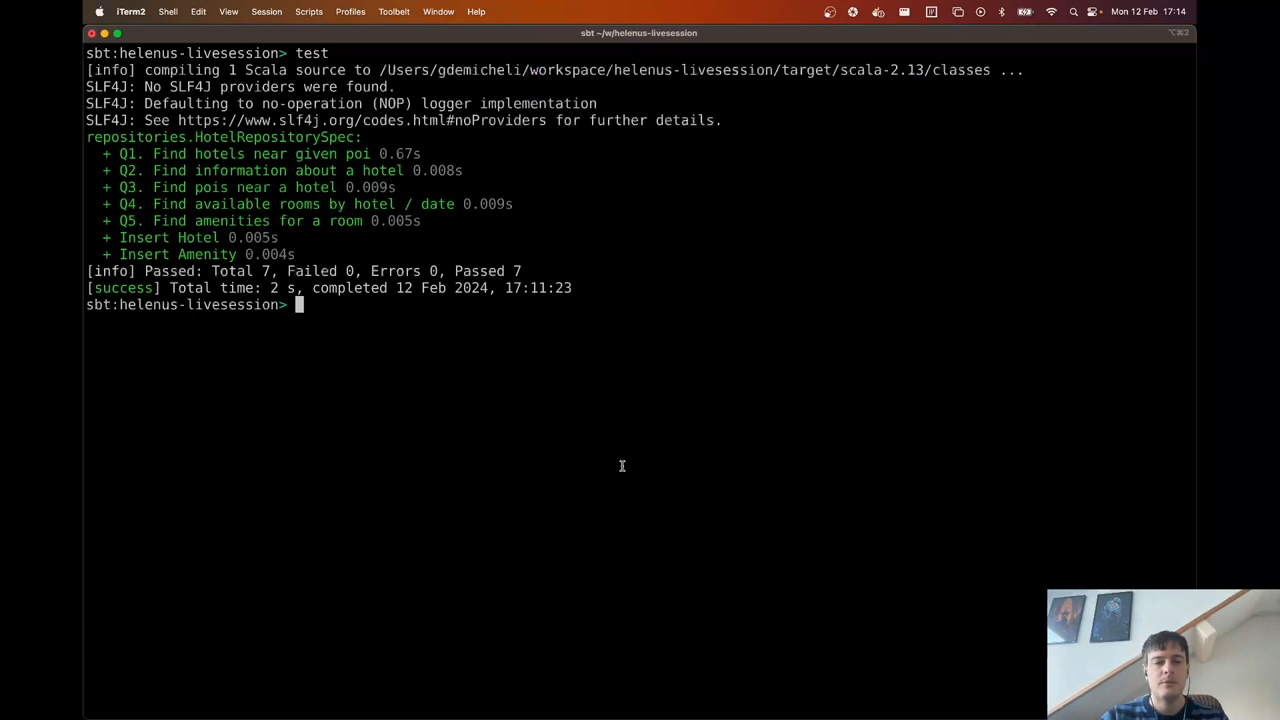 iTerm2 Shell Edit View Session Scripts Profiles Toolbelt Window Help Mon 12 Feb 17:14
sbt ~/w/helenus-livesession ⌥⌘2
sbt:helenus-livesession> test
[info] compiling 1 Scala source to /Users/gdemicheli/workspace/helenus-livesession/target/scala-2.13/classes ...
SLF4J: No SLF4J providers were found.
SLF4J: Defaulting to no-operation (NOP) logger implementation
SLF4J: See https://www.slf4j.org/codes.html#noProviders for further details.
repositories.HotelRepositorySpec:
+ Q1. Find hotels near given poi 0.67s
+ Q2. Find information about a hotel 0.008s
+ Q3. Find pois near a hotel 0.009s
+ Q4. Find available rooms by hotel / date 0.009s
+ Q5. Find amenities for a room 0.005s
+ Insert Hotel 0.005s
+ Insert Amenity 0.004s
[info] Passed: Total 7, Failed 0, Errors 0, Passed 7
[success] Total time: 2 s, completed 12 Feb 2024, 17:11:23
sbt:helenus-livesession>